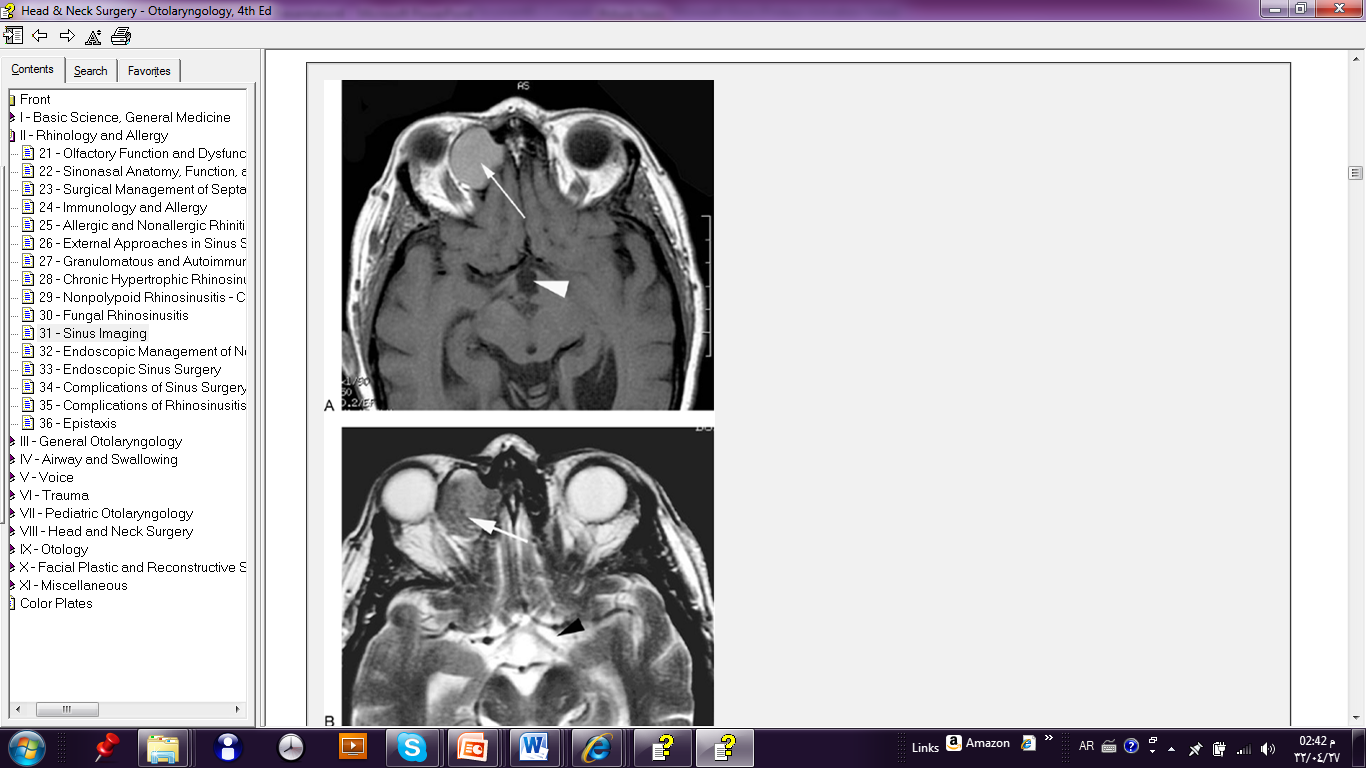 Head & Neck Surgery - Otolaryngology, 4th Ed
Contents Search Favorites
Front
I - Basic Science, General Medicine
II - Rhinology and Allergy
21 - Olfactory Function and Dysfunc
22 - Sinonasal Anatomy, Function, a
23 - Surgical Management of Septa
24 - Immunology and Allergy
25 - Allergic and Nonallergic Rhiniti
26 - External Approaches in Sinus S
27 - Granulomatous and Autoimmur
28 - Chronic Hypertrophic Rhinosinu
29 - Nonpolypoid Rhinosinusitis - C
30 - Fungal Rhinosinusitis
31 - Sinus Imaging
32 - Endoscopic Management of N
33 - Endoscopic Sinus Surgery
34 - Complications of Sinus Surgery
35 - Complications of Rhinosinusitis
36 - Epistaxis
III - General Otolaryngology
IV - Airway and Swallowing
V - Voice
VI - Trauma
VII - Pediatric Otolaryngology
VIII - Head and Neck Surgery
IX - Otology
X - Facial Plastic and Reconstructive S
XI - Miscellaneous
Color Plates
AS
A
B
Links Amazon » AR
02:42 م
٣٢/٠٤/٢٧